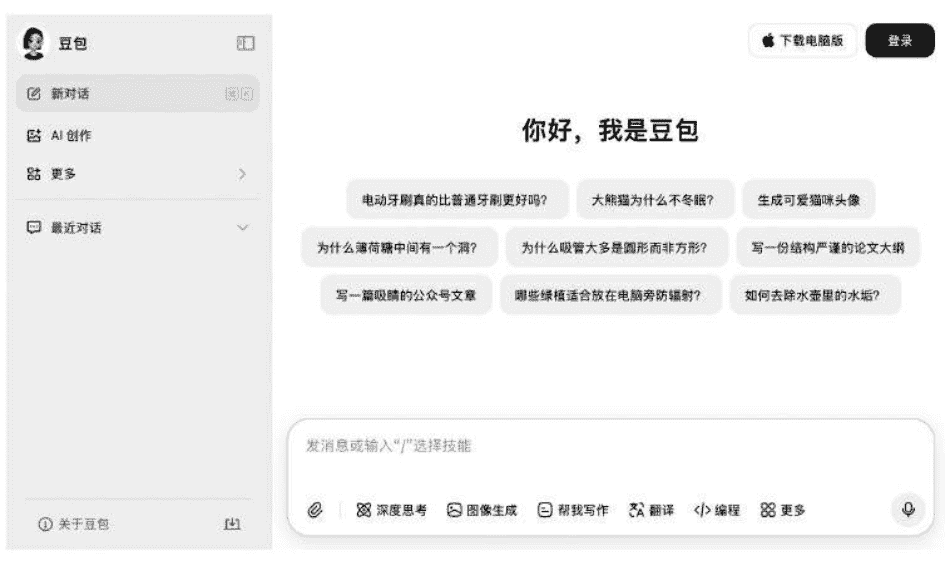 豆包
新对话
AI 创作
更多
最近对话
关于豆包
下载电脑版
登录
你好，我是豆包
电动牙刷真的比普通牙刷更好吗？
大熊猫为什么不冬眠？
生成可爱猫咪头像
为什么薄荷糖中间有一个洞？
为什么吸管大多是圆形而非方形？
写一份结构严谨的论文大纲
写一篇吸睛的公众号文章
哪些绿植适合放在电脑旁防辐射？
如何去除水壶里的水垢？
发消息或输入“/”选择技能
深度思考
图像生成
帮我写作
翻译
编程
更多